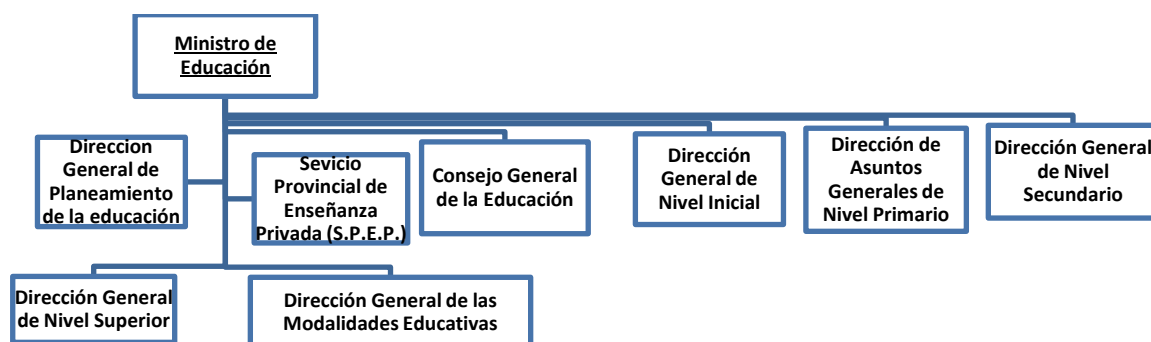 Ministro de
Educación
Direccion
General de
Planeamiento
de la educación
Sevicio
Provincial de
Enseñanza
Privada (S.P.E.P.)
Consejo General
de la Educación
Dirección
General de
Nivel Inicial
Dirección de
Asuntos
Generales de
Nivel Primario
Dirección General
de Nivel
Secundario
Dirección General
de Nivel Superior
Dirección General de las
Modalidades Educativas